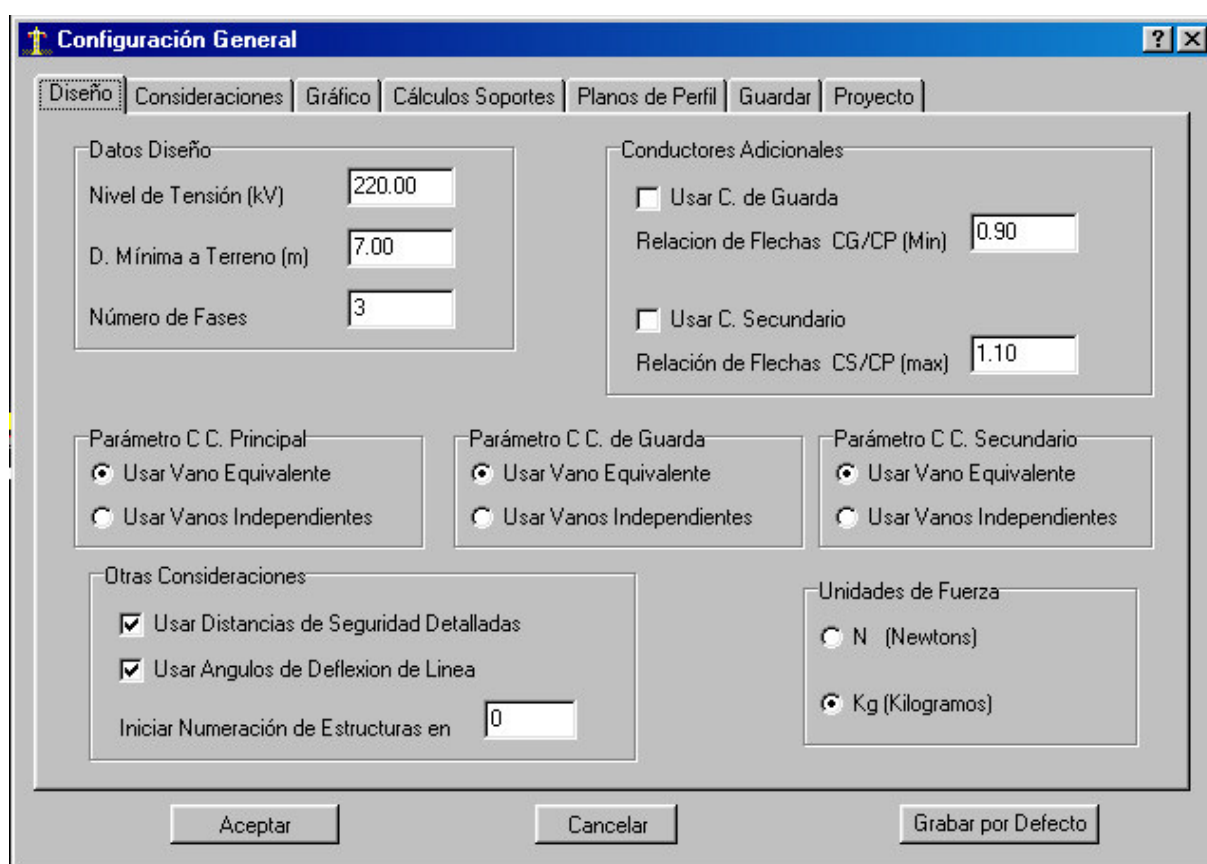 Configuración General
Diseño Consideraciones Gráfico Cálculos Soportes Planos de Perfil Guardar Proyecto
Datos Diseño
Nivel de Tensión (kV) 220.00
D. Mínima a Terreno (m) 7.00
Número de Fases 3
Conductores Adicionales
Usar C. de Guarda
Relacion de Flechas CG/CP (Min) 0.90
Usar C. Secundario
Relación de Flechas CS/CP (max) 1.10
Parámetro C C. Principal
Usar Vano Equivalente
Usar Vanos Independientes
Parámetro C C. de Guarda
Usar Vano Equivalente
Usar Vanos Independientes
Parámetro C C. Secundario
Usar Vano Equivalente
Usar Vanos Independientes
Otras Consideraciones
Usar Distancias de Seguridad Detalladas
Usar Angulos de Deflexion de Linea
Iniciar Numeración de Estructuras en 0
Unidades de Fuerza
N (Newtons)
Kg (Kilogramos)
Aceptar Cancelar Grabar por Defecto